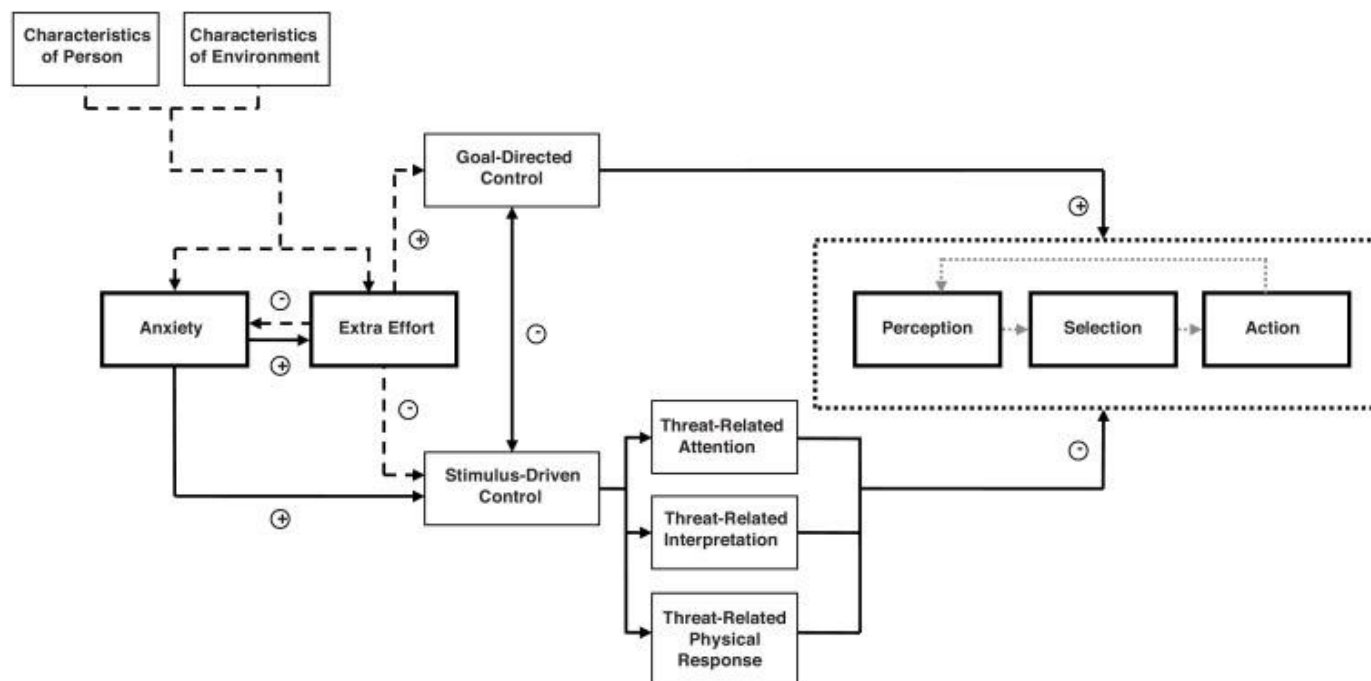 Characteristics
of Person
Characteristics
of Environment
Goal-Directed
Control
+
+
-
Anxiety
Extra Effort
+
-
Perception
Selection
Action
-
Threat-Related
Attention
-
Stimulus-Driven
Control
+
Threat-Related
Interpretation
Threat-Related
Physical
Response